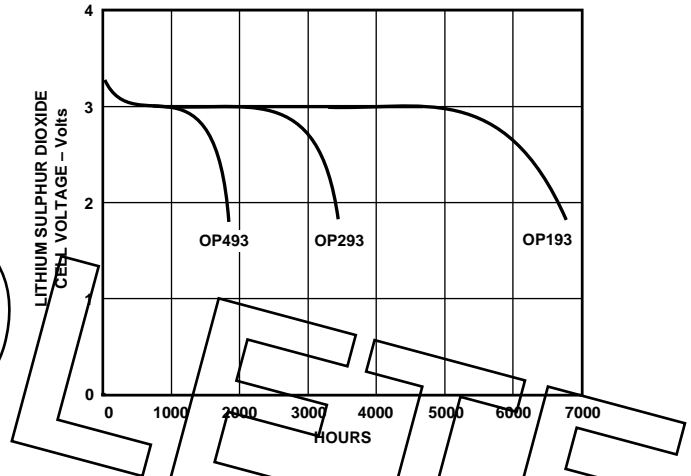 4
3
2
1
0
LITHIUM SULPHUR DIOXIDE
CELL VOLTAGE – Volts
OP493
OP293
OP193
0 1000 2000 3000 4000 5000 6000 7000
HOURS
LETE